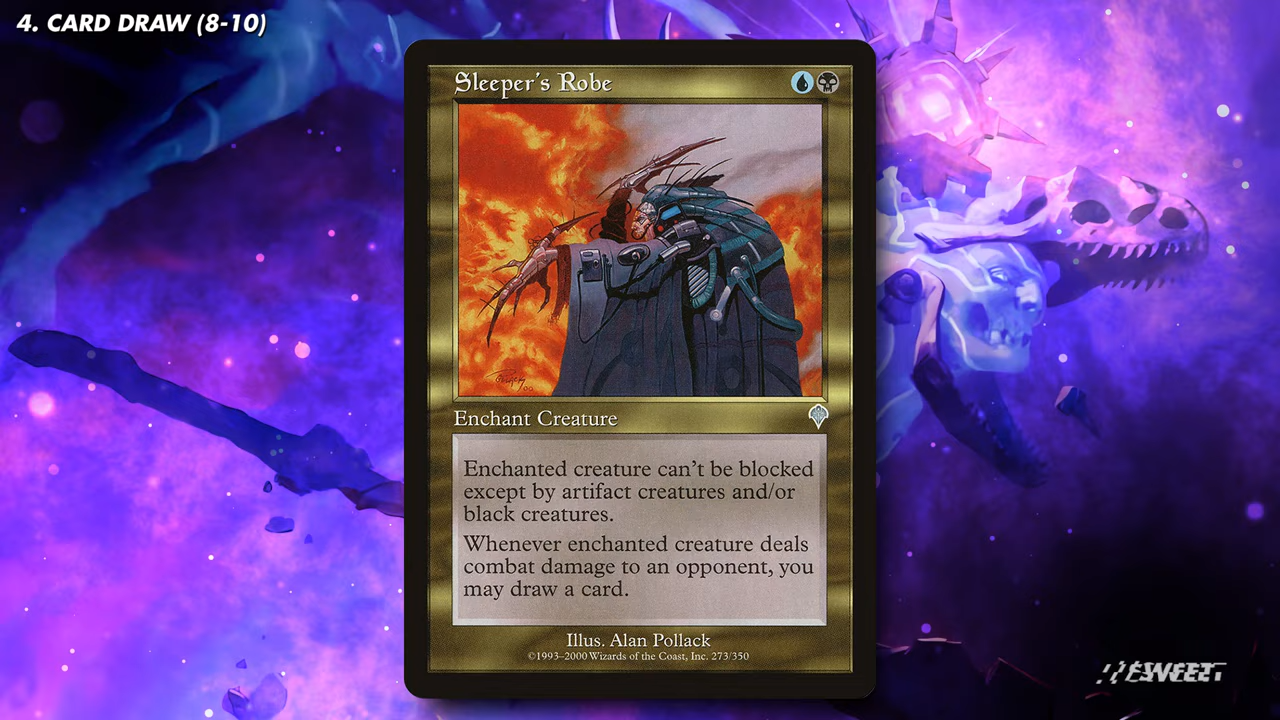 4. CARD DRAW (8-10)
Sleeper's Robe
Enchant Creature
Enchanted creature can't be blocked
except by artifact creatures and/or
black creatures.
Whenever enchanted creature deals
combat damage to an opponent, you
may draw a card.
Illus. Alan Pollack
©1993–2000 Wizards of the Coast, Inc. 273/350